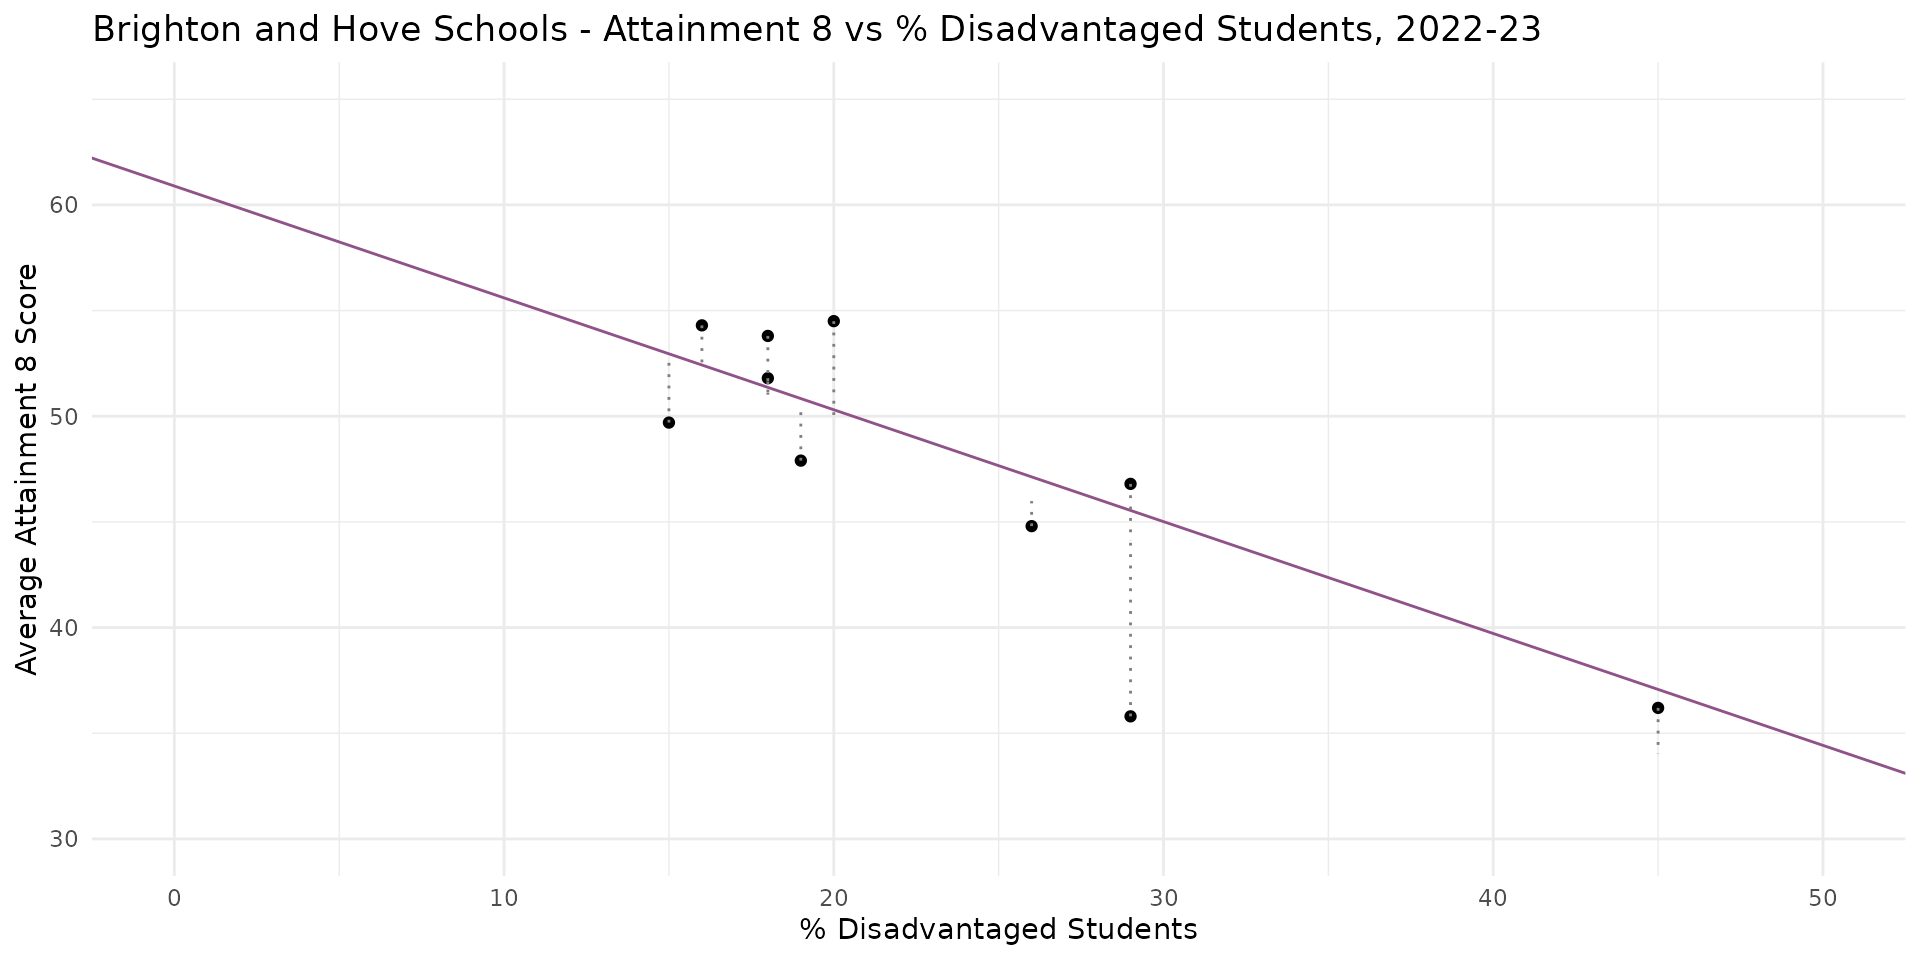 Brighton and Hove Schools - Attainment 8 vs % Disadvantaged Students, 2022-23
Average Attainment 8 Score
60
50
40
30
0 10 20 30 40 50
% Disadvantaged Students